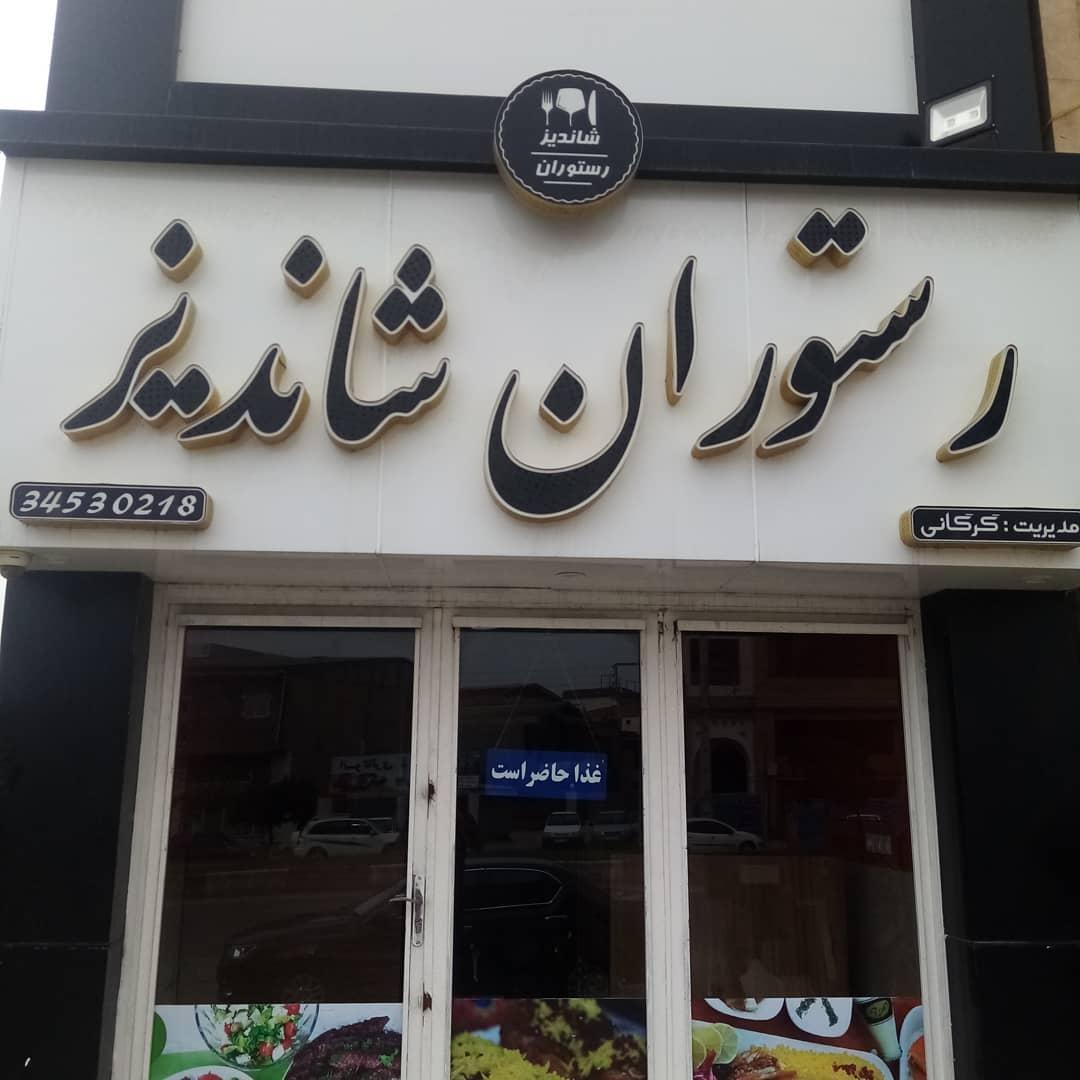 شاندیز
رستوران
رستوران شاندیز
34530218
مدیریت : گرگانی
غذا حاضر است